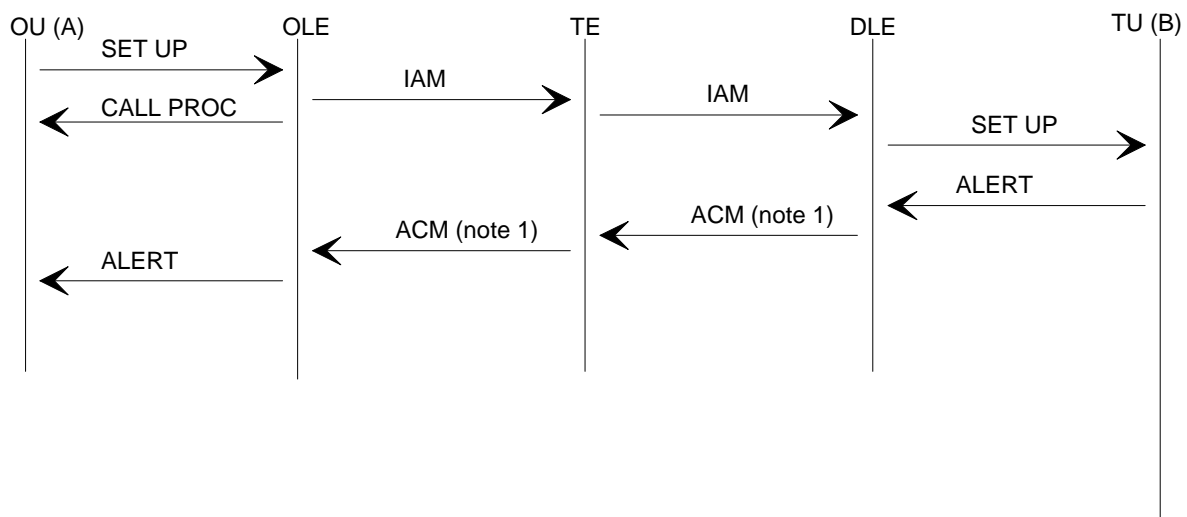 OU (A) OLE TE DLE TU (B)
SET UP
IAM
IAM
CALL PROC
SET UP
ALERT
ACM (note 1)
ACM (note 1)
ALERT